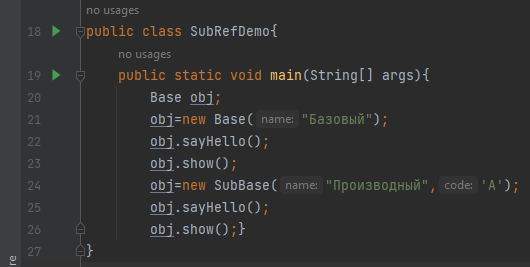 no usages
18 public class SubRefDemo{
no usages
19 public static void main(String[] args){
20 Base obj;
21 obj=new Base( name: "Базовый");
22 obj.sayHello();
23 obj.show();
24 obj=new SubBase( name: "Производный", code: 'A');
25 obj.sayHello();
26 obj.show();}
27 }
re